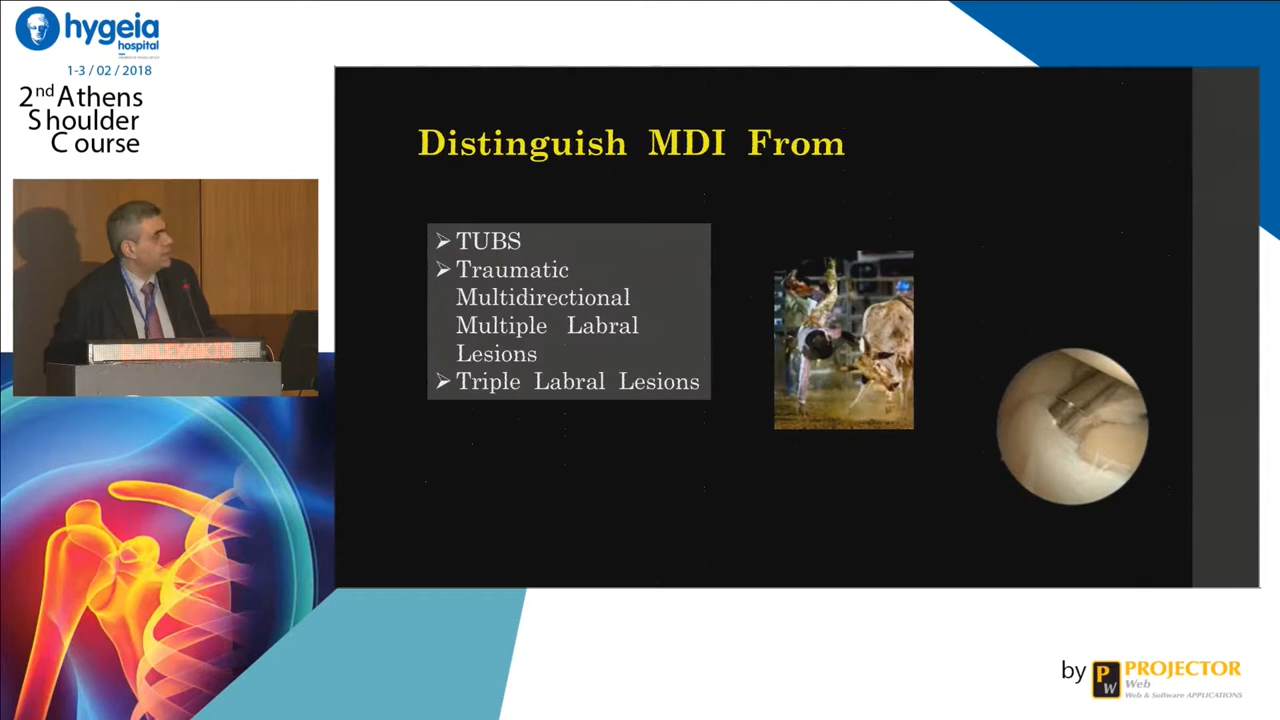 hygeia
hospital
1-3 / 02 / 2018
2nd Athens
Shoulder
Course
Distinguish MDI From
➢ TUBS
➢ Traumatic
Multidirectional
Multiple Labral
Lesions
➢ Triple Labral Lesions
by PW PROJECTOR
Web
Web & Software APPLICATIONS